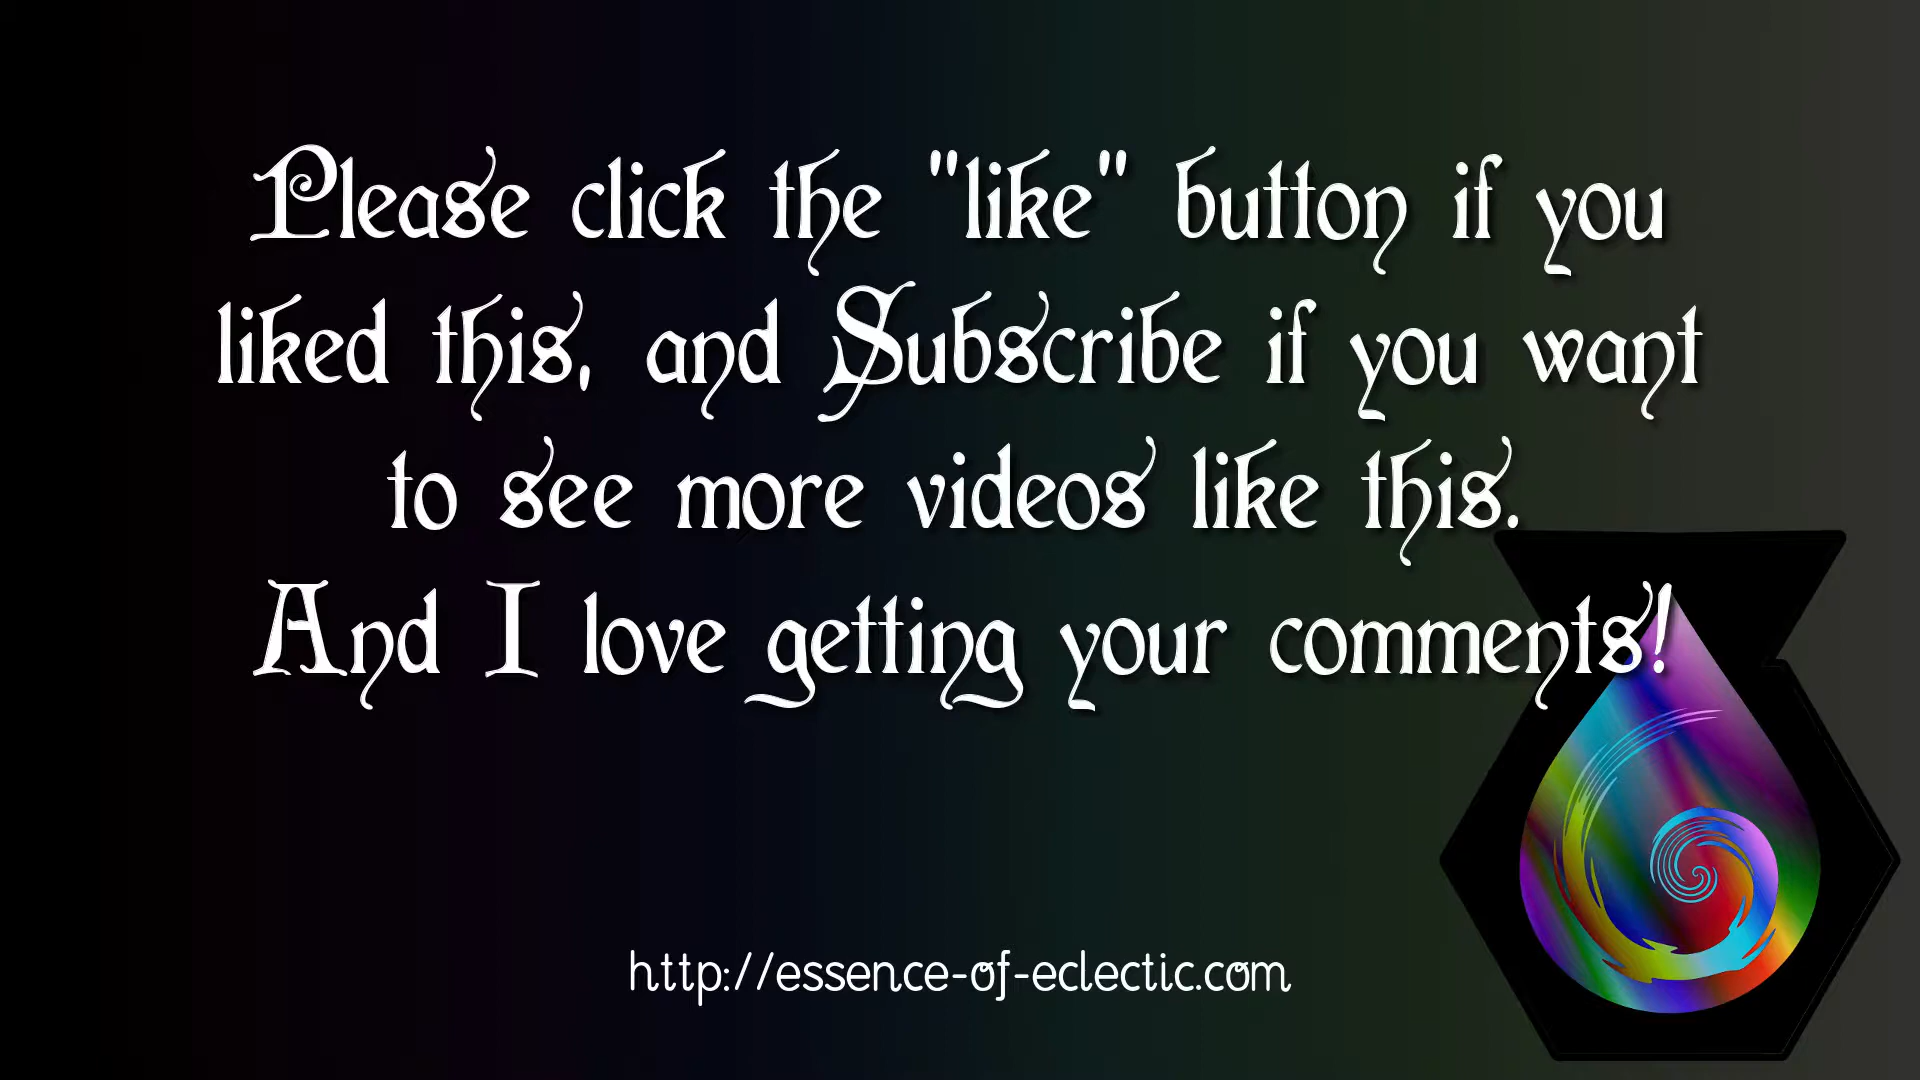 Please click the "like" button if you
liked this, and Subscribe if you want
to see more videos like this.
And I love getting your comments!
http://essence-of-eclectic.com